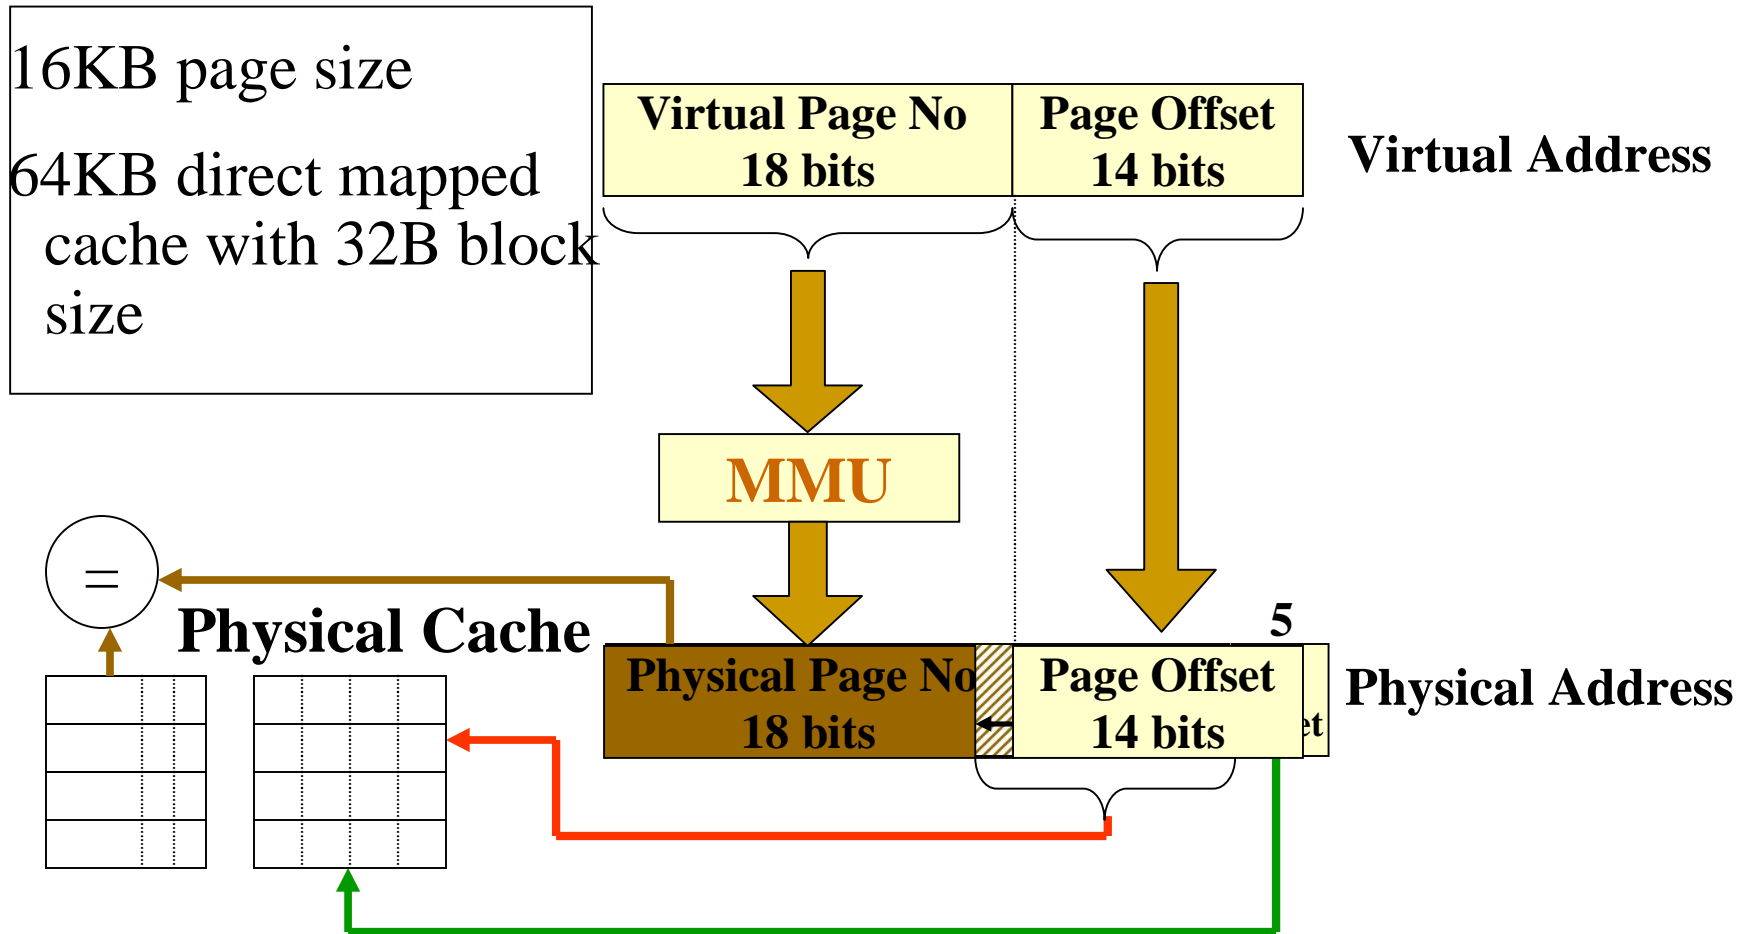 16KB page size
64KB direct mapped
cache with 32B block
size
Virtual Page No
18 bits
Page Offset
14 bits
Virtual Address
MMU
=
Physical Cache
5
Physical Page No
18 bits
Page Offset
14 bits
et
Physical Address